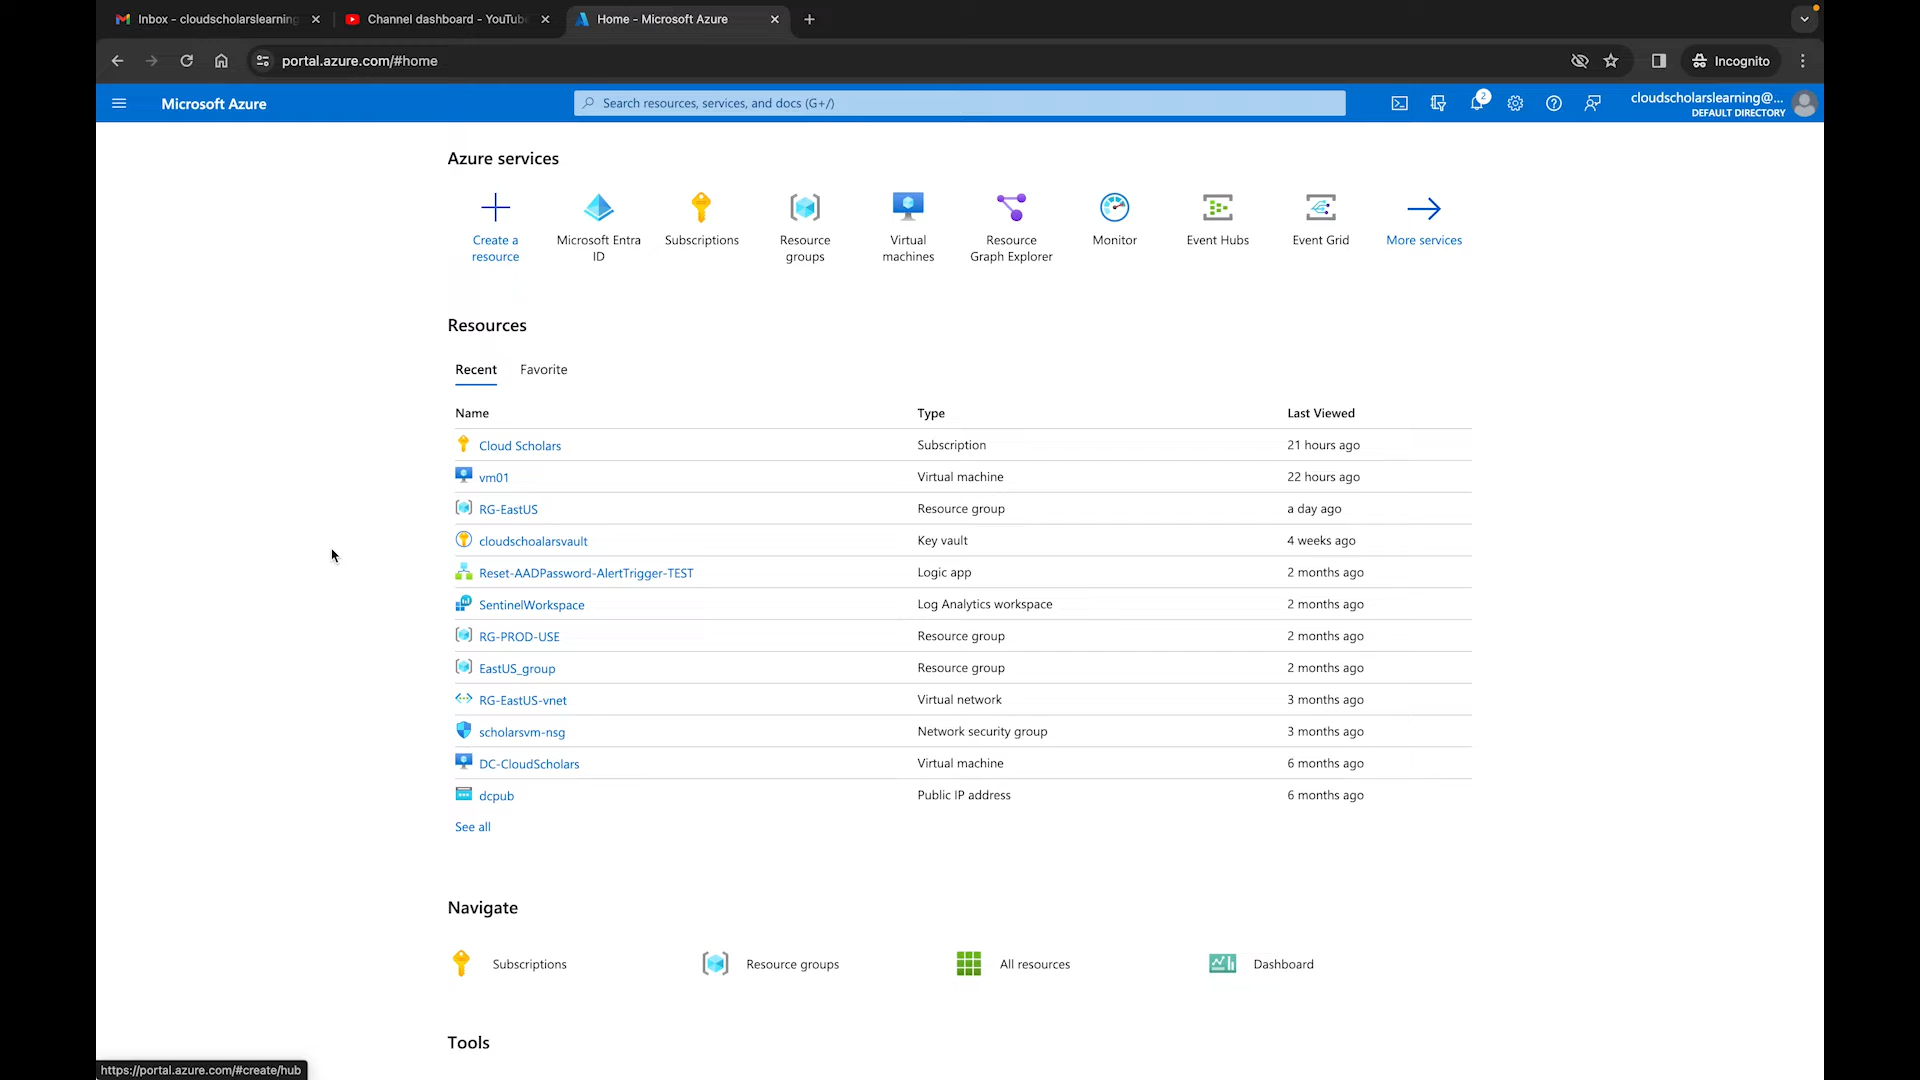 Inbox - cloudscholarslearning
Channel dashboard - YouTube
Home - Microsoft Azure
portal.azure.com/#home
Incognito
Microsoft Azure
Search resources, services, and docs (G+/)
2
cloudscholarslearning@...
DEFAULT DIRECTORY
Azure services
Create a resource
Microsoft Entra ID
Subscriptions
Resource groups
Virtual machines
Resource Graph Explorer
Monitor
Event Hubs
Event Grid
More services
Resources
Recent Favorite
Name Type Last Viewed
Cloud Scholars Subscription 21 hours ago
vm01 Virtual machine 22 hours ago
RG-EastUS Resource group a day ago
cloudschoalarsvault Key vault 4 weeks ago
Reset-AADPassword-AlertTrigger-TEST Logic app 2 months ago
SentinelWorkspace Log Analytics workspace 2 months ago
RG-PROD-USE Resource group 2 months ago
EastUS_group Resource group 2 months ago
RG-EastUS-vnet Virtual network 3 months ago
scholarsvm-nsg Network security group 3 months ago
DC-CloudScholars Virtual machine 6 months ago
dcpub Public IP address 6 months ago
See all
Navigate
Subscriptions Resource groups All resources Dashboard
Tools
https://portal.azure.com/#create/hub